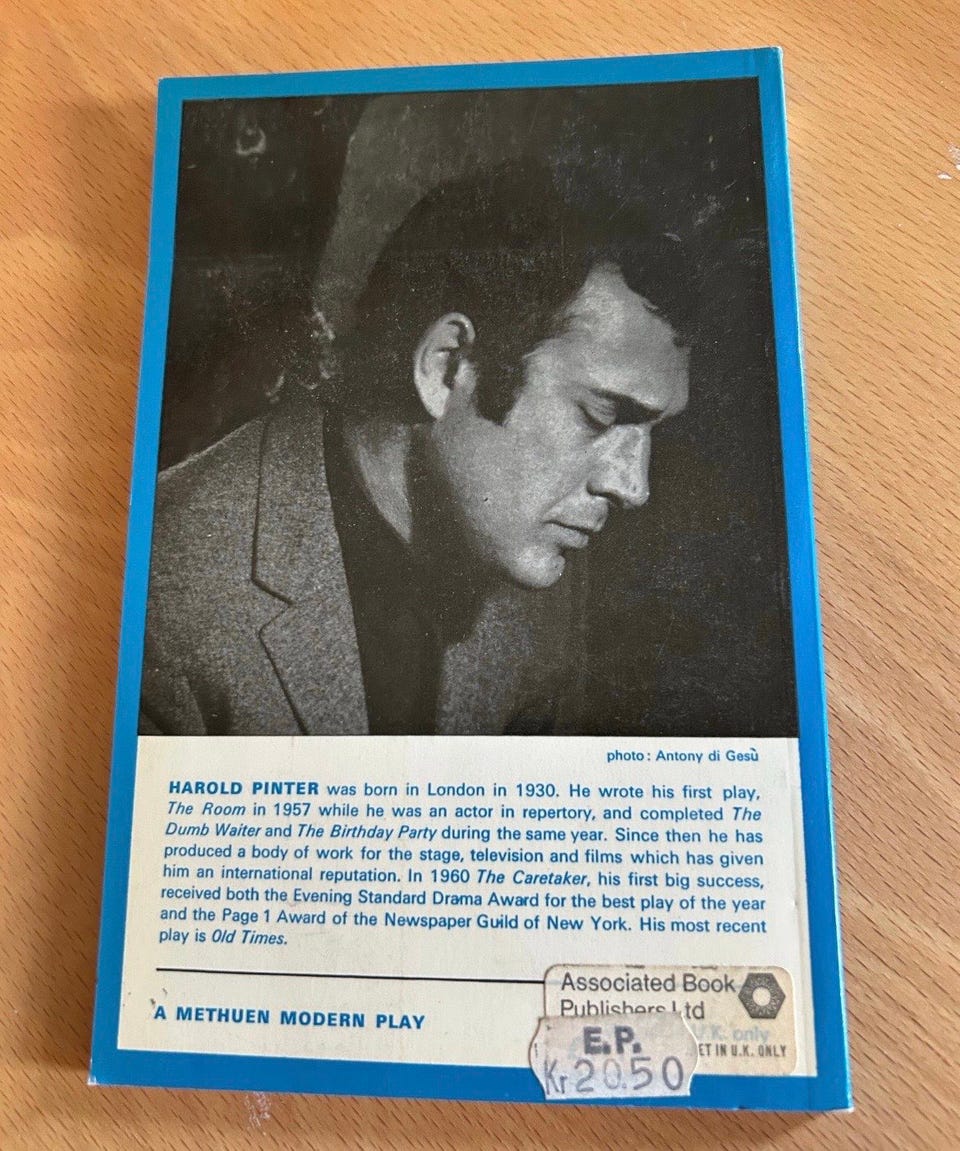 photo: Antony di Gesù
HAROLD PINTER was born in London in 1930. He wrote his first play,
The Room in 1957 while he was an actor in repertory, and completed The
Dumb Waiter and The Birthday Party during the same year. Since then he has
produced a body of work for the stage, television and films which has given
him an international reputation. In 1960 The Caretaker, his first big success,
received both the Evening Standard Drama Award for the best play of the year
and the Page 1 Award of the Newspaper Guild of New York. His most recent
play is Old Times.
A METHUEN MODERN PLAY
Associated Book
Publishers Ltd
U.K. only
ET IN U.K. ONLY
E.P.
Kr 20.50